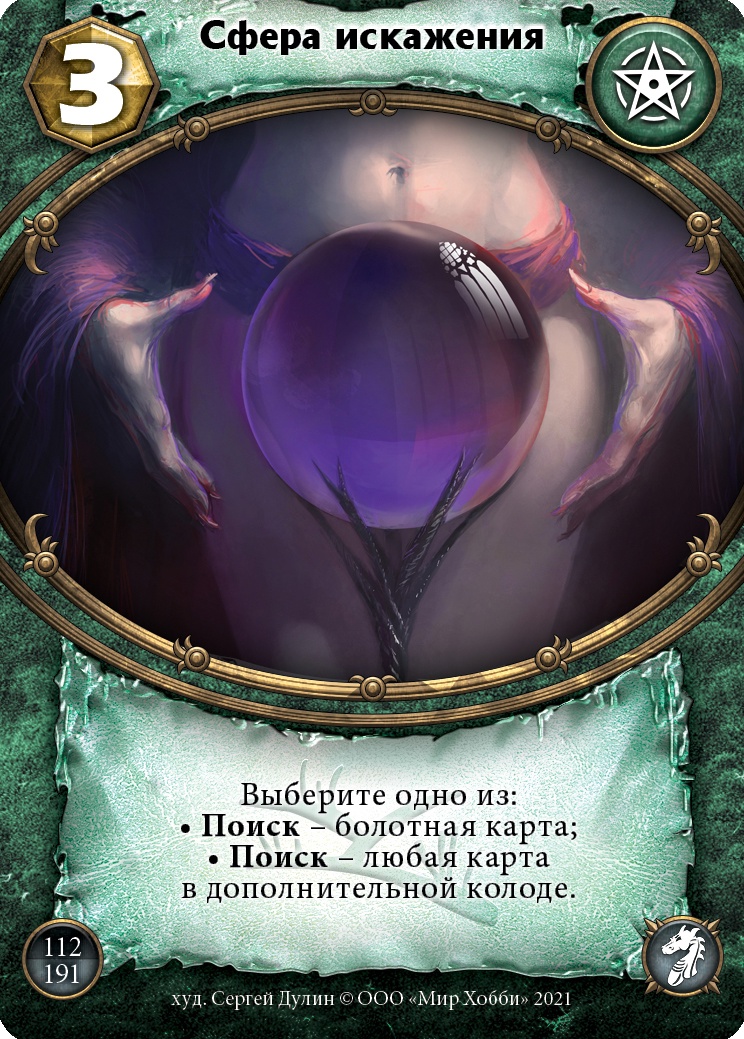 Сфера искажения
3
Выберите одно из:
• Поиск – болотная карта;
• Поиск – любая карта
в дополнительной колоде.
112
191
худ. Сергей Дулин © ООО «Мир Хобби» 2021